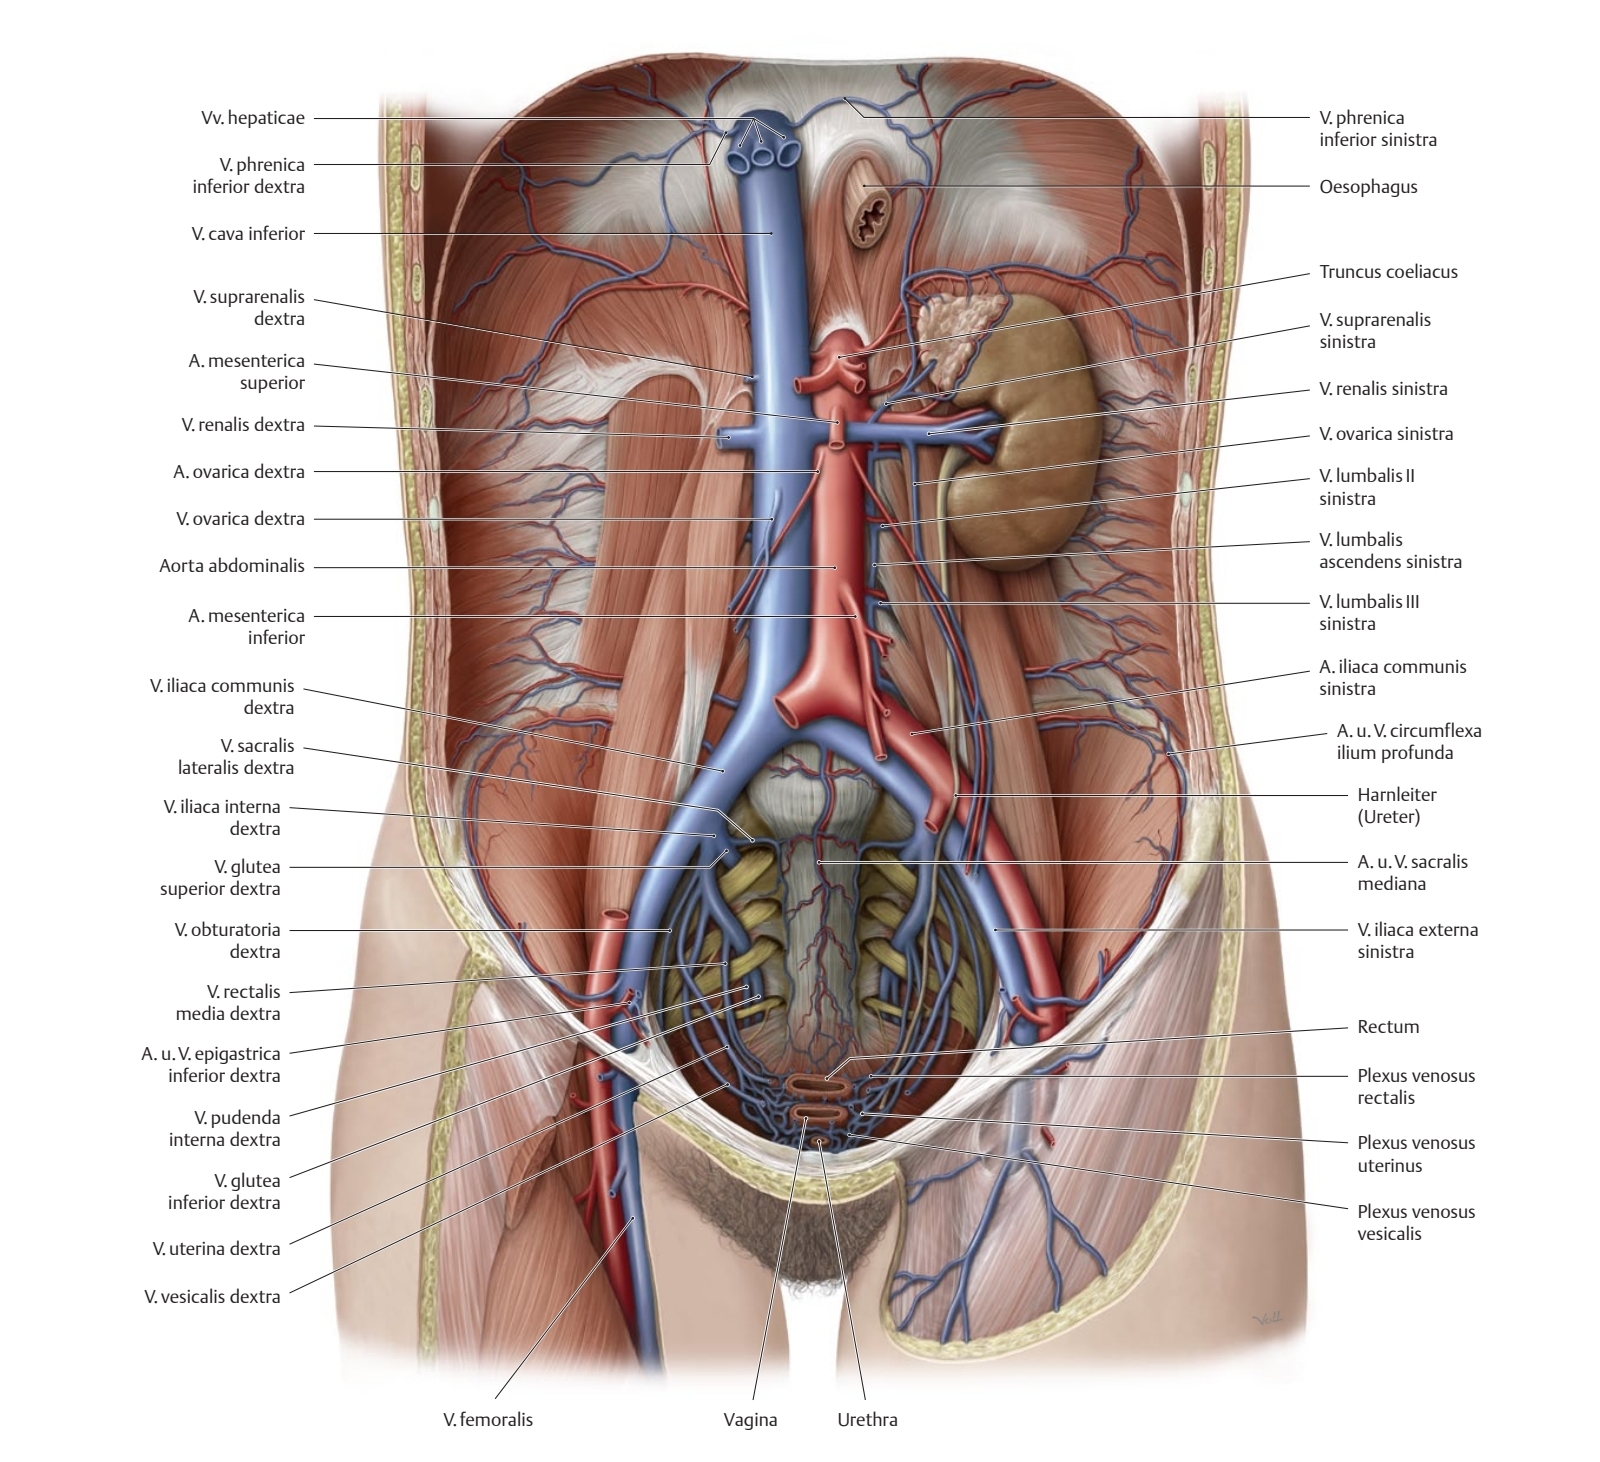 Vv. hepaticae
V. phrenica
inferior dextra
V. cava inferior
V. suprarenalis
dextra
A. mesenterica
superior
V. renalis dextra
A. ovarica dextra
V. ovarica dextra
Aorta abdominalis
A. mesenterica
inferior
V. iliaca communis
dextra
V. sacralis
lateralis dextra
V. iliaca interna
dextra
V. glutea
superior dextra
V. obturatoria
dextra
V. rectalis
media dextra
A. u. V. epigastrica
inferior dextra
V. pudenda
interna dextra
V. glutea
inferior dextra
V. uterina dextra
V. vesicalis dextra
V. femoralis
Vagina
Urethra
V. phrenica
inferior sinistra
Oesophagus
Truncus coeliacus
V. suprarenalis
sinistra
V. renalis sinistra
V. ovarica sinistra
V. lumbalis II
sinistra
V. lumbalis
ascendens sinistra
V. lumbalis III
sinistra
A. iliaca communis
sinistra
A. u. V. circumflexa
ilium profunda
Harnleiter
(Ureter)
A. u. V. sacralis
mediana
V. iliaca externa
sinistra
Rectum
Plexus venosus
rectalis
Plexus venosus
uterinus
Plexus venosus
vesicalis
Voll